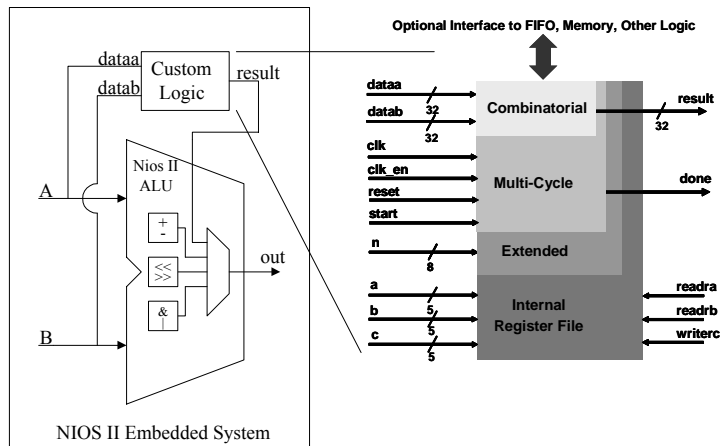 Optional Interface to FIFO, Memory, Other Logic
dataa
datab
Custom
Logic
result
A
B
Nios II
ALU
+
-
<<
>>
&
|
out
NIOS II Embedded System
dataa
32
datab
32
clk
clk_en
reset
start
n
8
a
5
b
5
c
5
Combinatorial
Multi-Cycle
Extended
Internal
Register File
result
32
done
readra
readrb
writerc